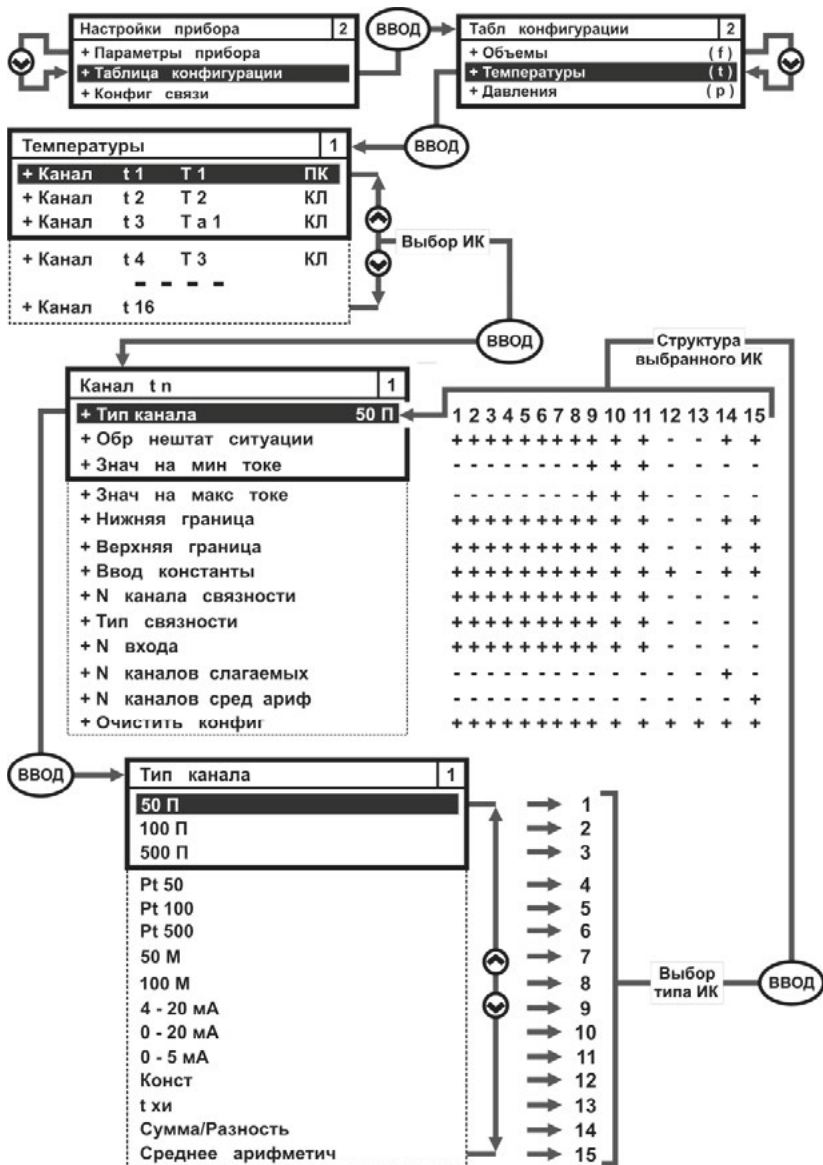 Настройки прибора 2
+ Параметры прибора
+ Таблица конфигурации
+ Конфиг связи
ВВОД
Табл конфигурации 2
+ Объемы ( f )
+ Температуры ( t )
+ Давления ( p )
ВВОД
Температуры 1
+ Канал t 1 T 1 ПК
+ Канал t 2 T 2 КЛ
+ Канал t 3 T a 1 КЛ
+ Канал t 4 T 3 КЛ
- - - -
+ Канал t 16
Выбор ИК
ВВОД
Структура
выбранного ИК
Канал t n 1
+ Тип канала 50 П 1 2 3 4 5 6 7 8 9 10 11 12 13 14 15
+ Обр нештат ситуации + + + + + + + + + + + - - + +
+ Знач на мин токе - - - - - - - - + + + - - - -
+ Знач на макс токе - - - - - - - - + + + - - - -
+ Нижняя граница + + + + + + + + + + + - - + +
+ Верхняя граница + + + + + + + + + + + - - + +
+ Ввод константы + + + + + + + + + + + + - + +
+ N канала связности + + + + + + + + + + + - - - -
+ Тип связности + + + + + + + + + + + - - - -
+ N входа + + + + + + + + + + + - - - -
+ N каналов слагаемых - - - - - - - - - - - - - + -
+ N каналов сред ариф - - - - - - - - - - - - - - +
+ Очистить конфиг + + + + + + + + + + + + + + +
ВВОД
Тип канала 1
50 П 1
100 П 2
500 П 3
Pt 50 4
Pt 100 5
Pt 500 6
50 М 7
100 М 8
4 - 20 мА 9
0 - 20 мА 10
0 - 5 мА 11
Конст 12
t хи 13
Сумма/Разность 14
Среднее арифметич 15
Выбор
типа ИК
ВВОД